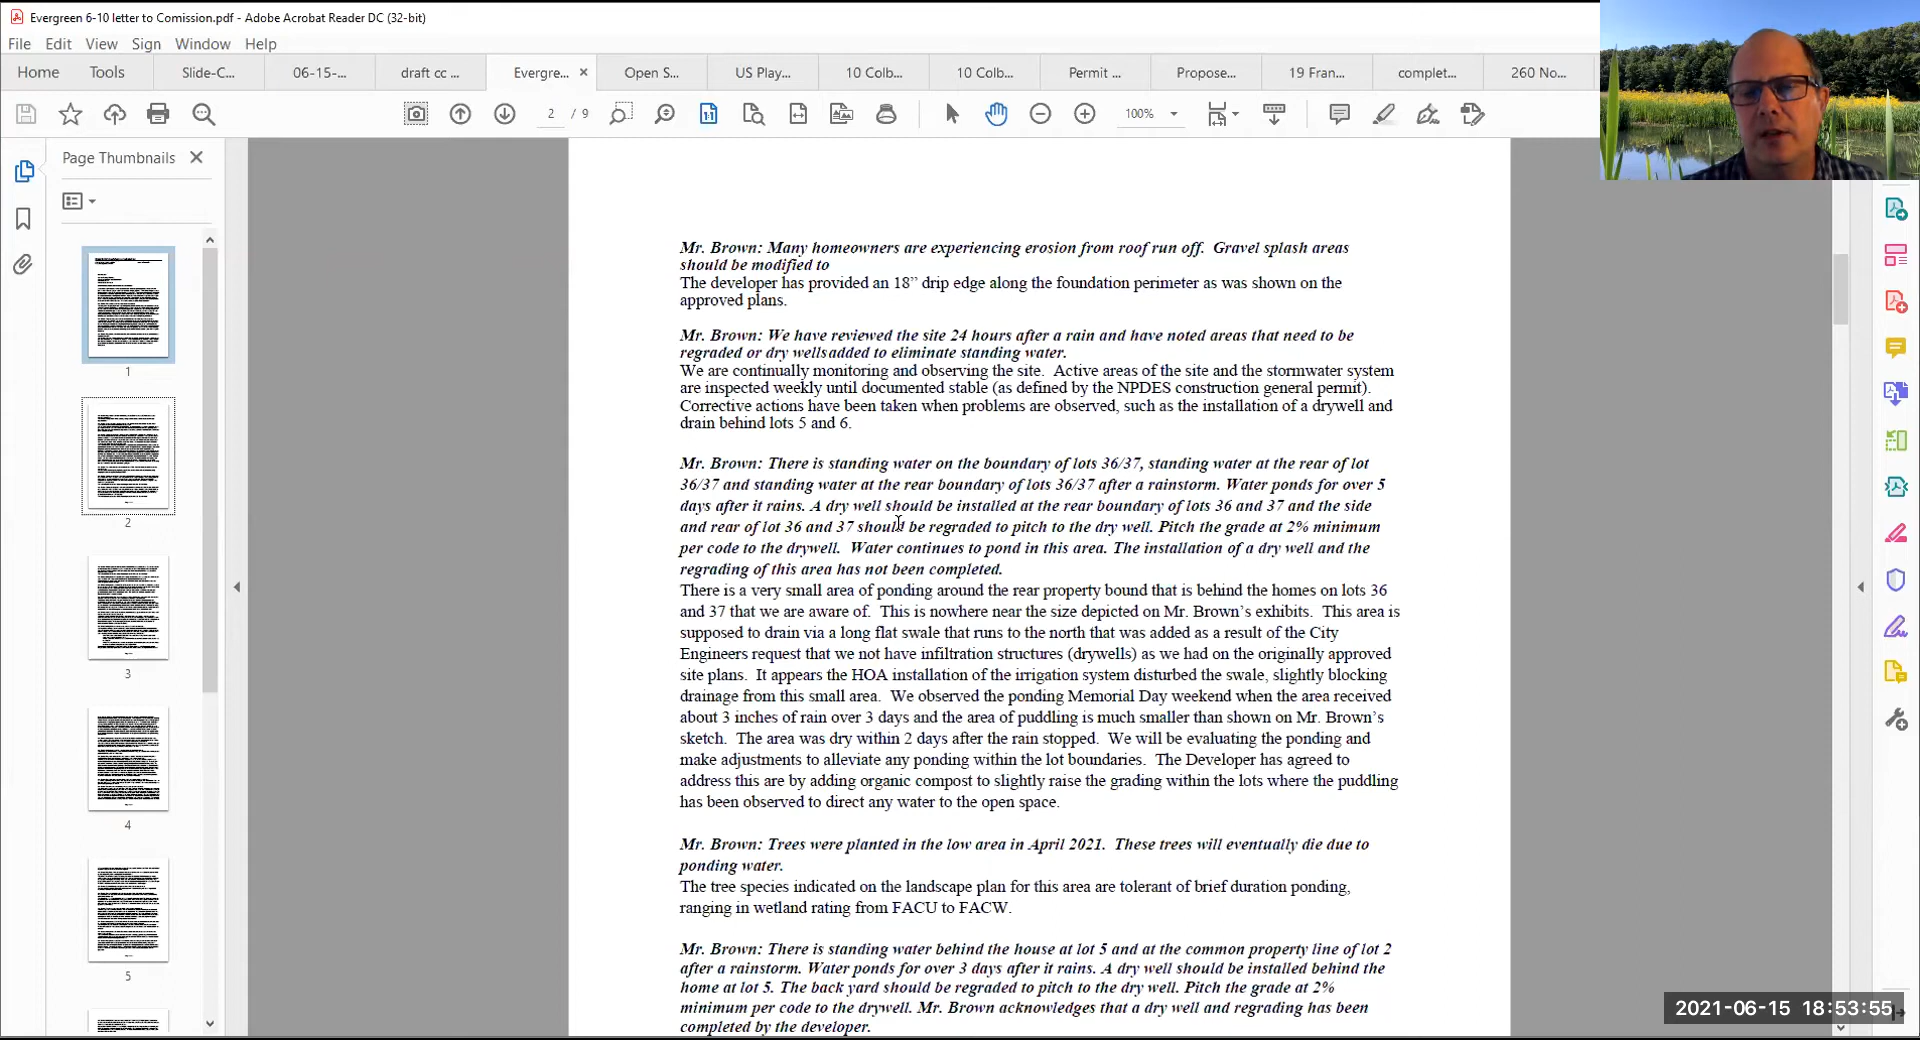 Evergreen 6-10 letter to Comission.pdf - Adobe Acrobat Reader DC (32-bit)
File Edit View Sign Window Help
Home Tools Slide-C... 06-15-... draft cc ... Evergre... × Open S... US Play... 10 Colb... 10 Colb... Permit ... Propose... 19 Fran... complet... 260 No...
2 / 9 100%
Page Thumbnails ×
1
2
3
4
5
Mr. Brown: Many homeowners are experiencing erosion from roof run off. Gravel splash areas
should be modified to
The developer has provided an 18” drip edge along the foundation perimeter as was shown on the
approved plans.
Mr. Brown: We have reviewed the site 24 hours after a rain and have noted areas that need to be
regraded or dry wells added to eliminate standing water.
We are continually monitoring and observing the site. Active areas of the site and the stormwater system
are inspected weekly until documented stable (as defined by the NPDES construction general permit).
Corrective actions have been taken when problems are observed, such as the installation of a drywell and
drain behind lots 5 and 6.
Mr. Brown: There is standing water on the boundary of lots 36/37, standing water at the rear of lot
36/37 and standing water at the rear boundary of lots 36/37 after a rainstorm. Water ponds for over 5
days after it rains. A dry well should be installed at the rear boundary of lots 36 and 37 and the side
and rear of lot 36 and 37 should be regraded to pitch to the dry well. Pitch the grade at 2% minimum
per code to the drywell. Water continues to pond in this area. The installation of a dry well and the
regrading of this area has not been completed.
There is a very small area of ponding around the rear property bound that is behind the homes on lots 36
and 37 that we are aware of. This is nowhere near the size depicted on Mr. Brown’s exhibits. This area is
supposed to drain via a long flat swale that runs to the north that was added as a result of the City
Engineers request that we not have infiltration structures (drywells) as we had on the originally approved
site plans. It appears the HOA installation of the irrigation system disturbed the swale, slightly blocking
drainage from this small area. We observed the ponding Memorial Day weekend when the area received
about 3 inches of rain over 3 days and the area of puddling is much smaller than shown on Mr. Brown’s
sketch. The area was dry within 2 days after the rain stopped. We will be evaluating the ponding and
make adjustments to alleviate any ponding within the lot boundaries. The Developer has agreed to
address this are by adding organic compost to slightly raise the grading within the lots where the puddling
has been observed to direct any water to the open space.
Mr. Brown: Trees were planted in the low area in April 2021. These trees will eventually die due to
ponding water.
The tree species indicated on the landscape plan for this area are tolerant of brief duration ponding,
ranging in wetland rating from FACU to FACW.
Mr. Brown: There is standing water behind the house at lot 5 and at the common property line of lot 2
after a rainstorm. Water ponds for over 3 days after it rains. A dry well should be installed behind the
home at lot 5. The back yard should be regraded to pitch to the dry well. Pitch the grade at 2%
minimum per code to the drywell. Mr. Brown acknowledges that a dry well and regrading has been
completed by the developer.
2021-06-15 18:53:55